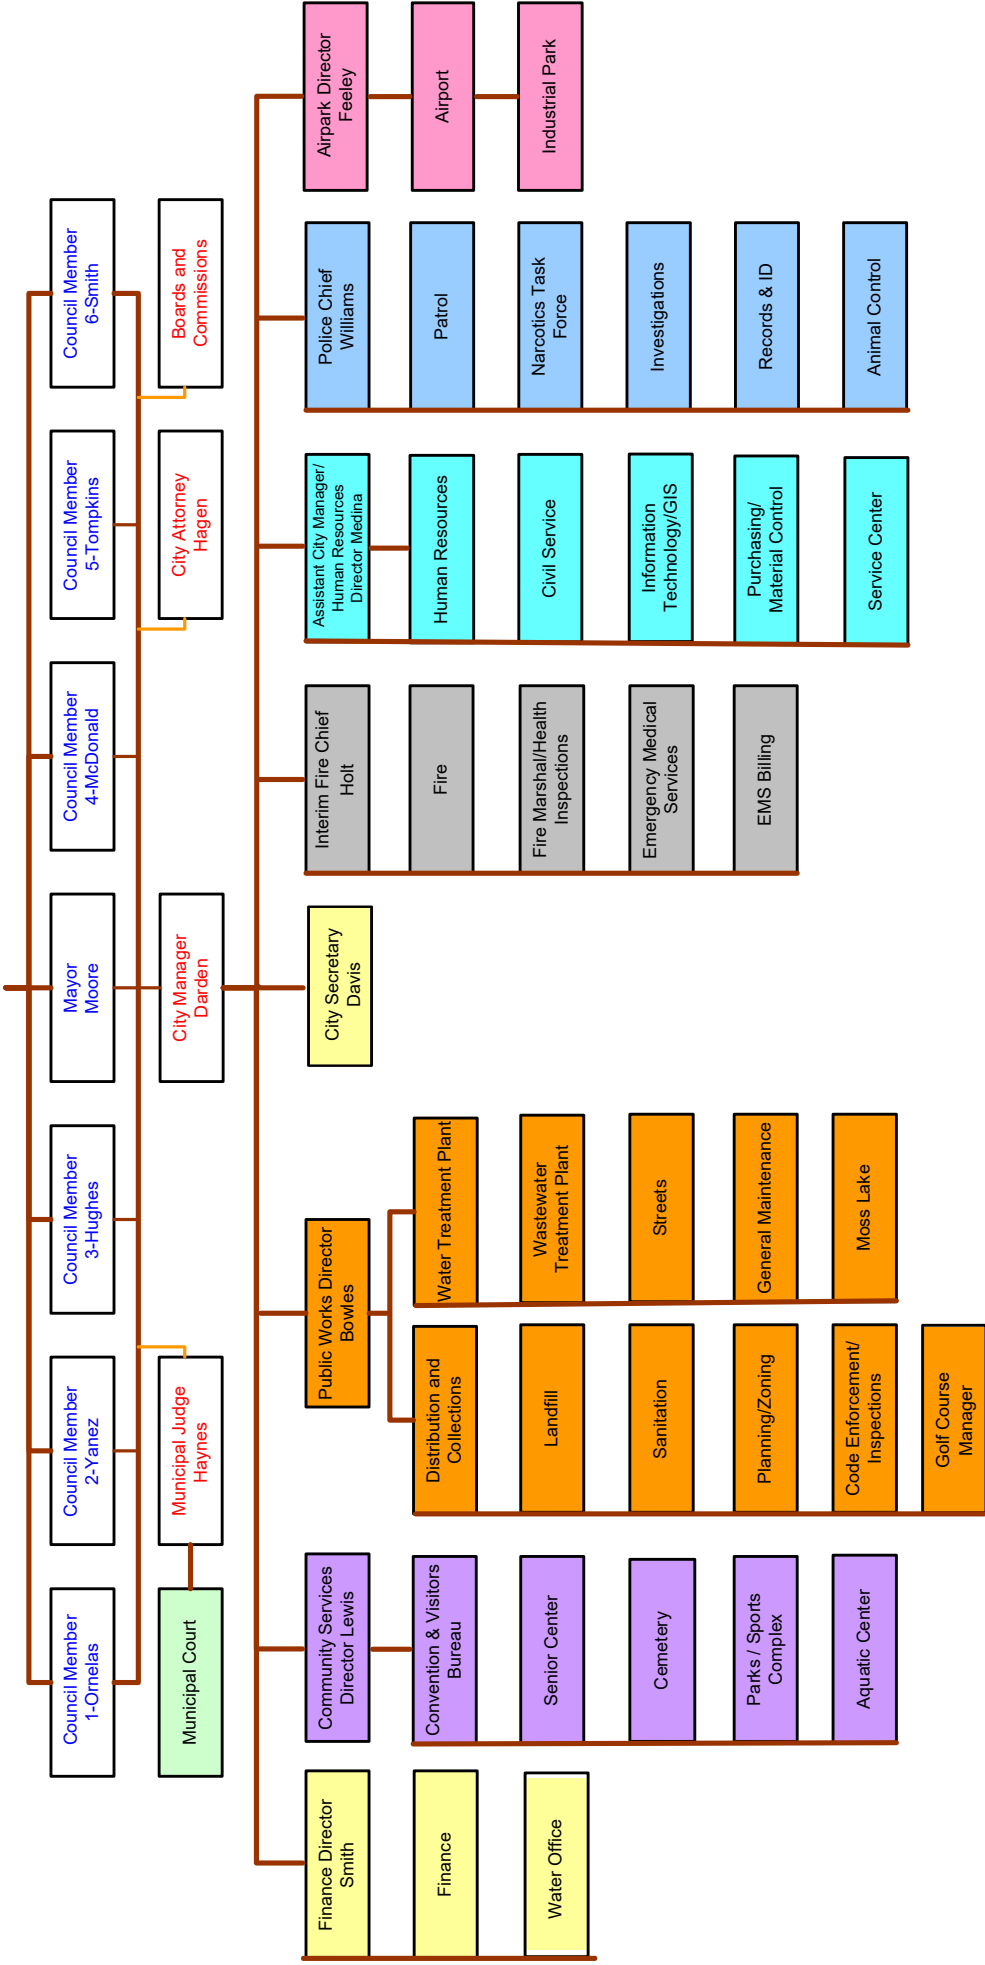 Council Member
1-Ornelas
Council Member
2-Yanez
Council Member
3-Hughes
Mayor
Moore
Council Member
4-McDonald
Council Member
5-Tompkins
Council Member
6-Smith
Municipal Court
Municipal Judge
Haynes
City Manager
Darden
City Attorney
Hagen
Boards and
Commissions
Finance Director
Smith
Finance
Water Office
Community Services
Director Lewis
Convention & Visitors
Bureau
Senior Center
Cemetery
Parks / Sports
Complex
Aquatic Center
Public Works Director
Bowles
Distribution and
Collections
Landfill
Sanitation
Planning/Zoning
Code Enforcement/
Inspections
Golf Course
Manager
Water Treatment Plant
Wastewater
Treatment Plant
Streets
General Maintenance
Moss Lake
City Secretary
Davis
Interim Fire Chief
Holt
Fire
Fire Marshal/Health
Inspections
Emergency Medical
Services
EMS Billing
Assistant City Manager/
Human Resources
Director Medina
Human Resources
Civil Service
Information
Technology/GIS
Purchasing/
Material Control
Service Center
Police Chief
Williams
Patrol
Narcotics Task
Force
Investigations
Records & ID
Animal Control
Airpark Director
Feeley
Airport
Industrial Park